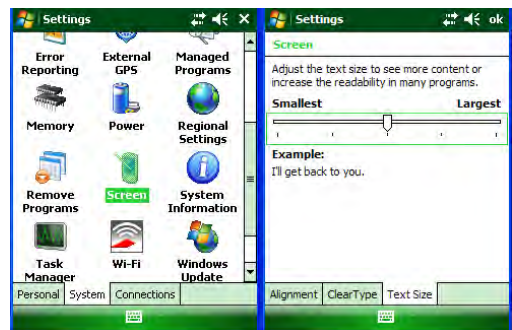 Settings
Error
Reporting
External
GPS
Managed
Programs
Memory
Power
Regional
Settings
Remove
Programs
Screen
System
Information
Task
Manager
Wi-Fi
Windows
Update
Personal System Connections
Settings ok
Screen
Adjust the text size to see more content or
increase the readability in many programs.
Smallest Largest
Example:
I'll get back to you.
Alignment ClearType Text Size